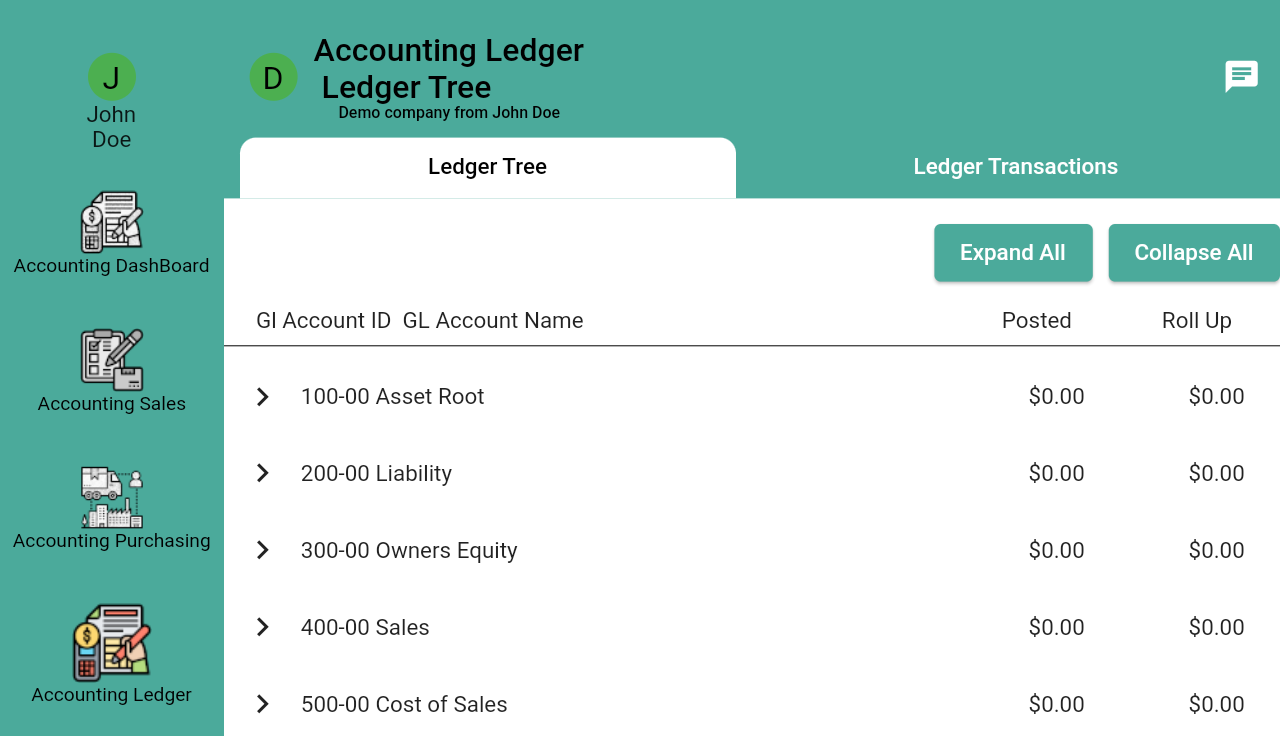 J
John
Doe
Accounting DashBoard
Accounting Sales
Accounting Purchasing
Accounting Ledger
D
Accounting Ledger
Ledger Tree
Demo company from John Doe
Ledger Tree
Ledger Transactions
Expand All
Collapse All
Gl Account ID GL Account Name Posted Roll Up
100-00 Asset Root $0.00 $0.00
200-00 Liability $0.00 $0.00
300-00 Owners Equity $0.00 $0.00
400-00 Sales $0.00 $0.00
500-00 Cost of Sales $0.00 $0.00